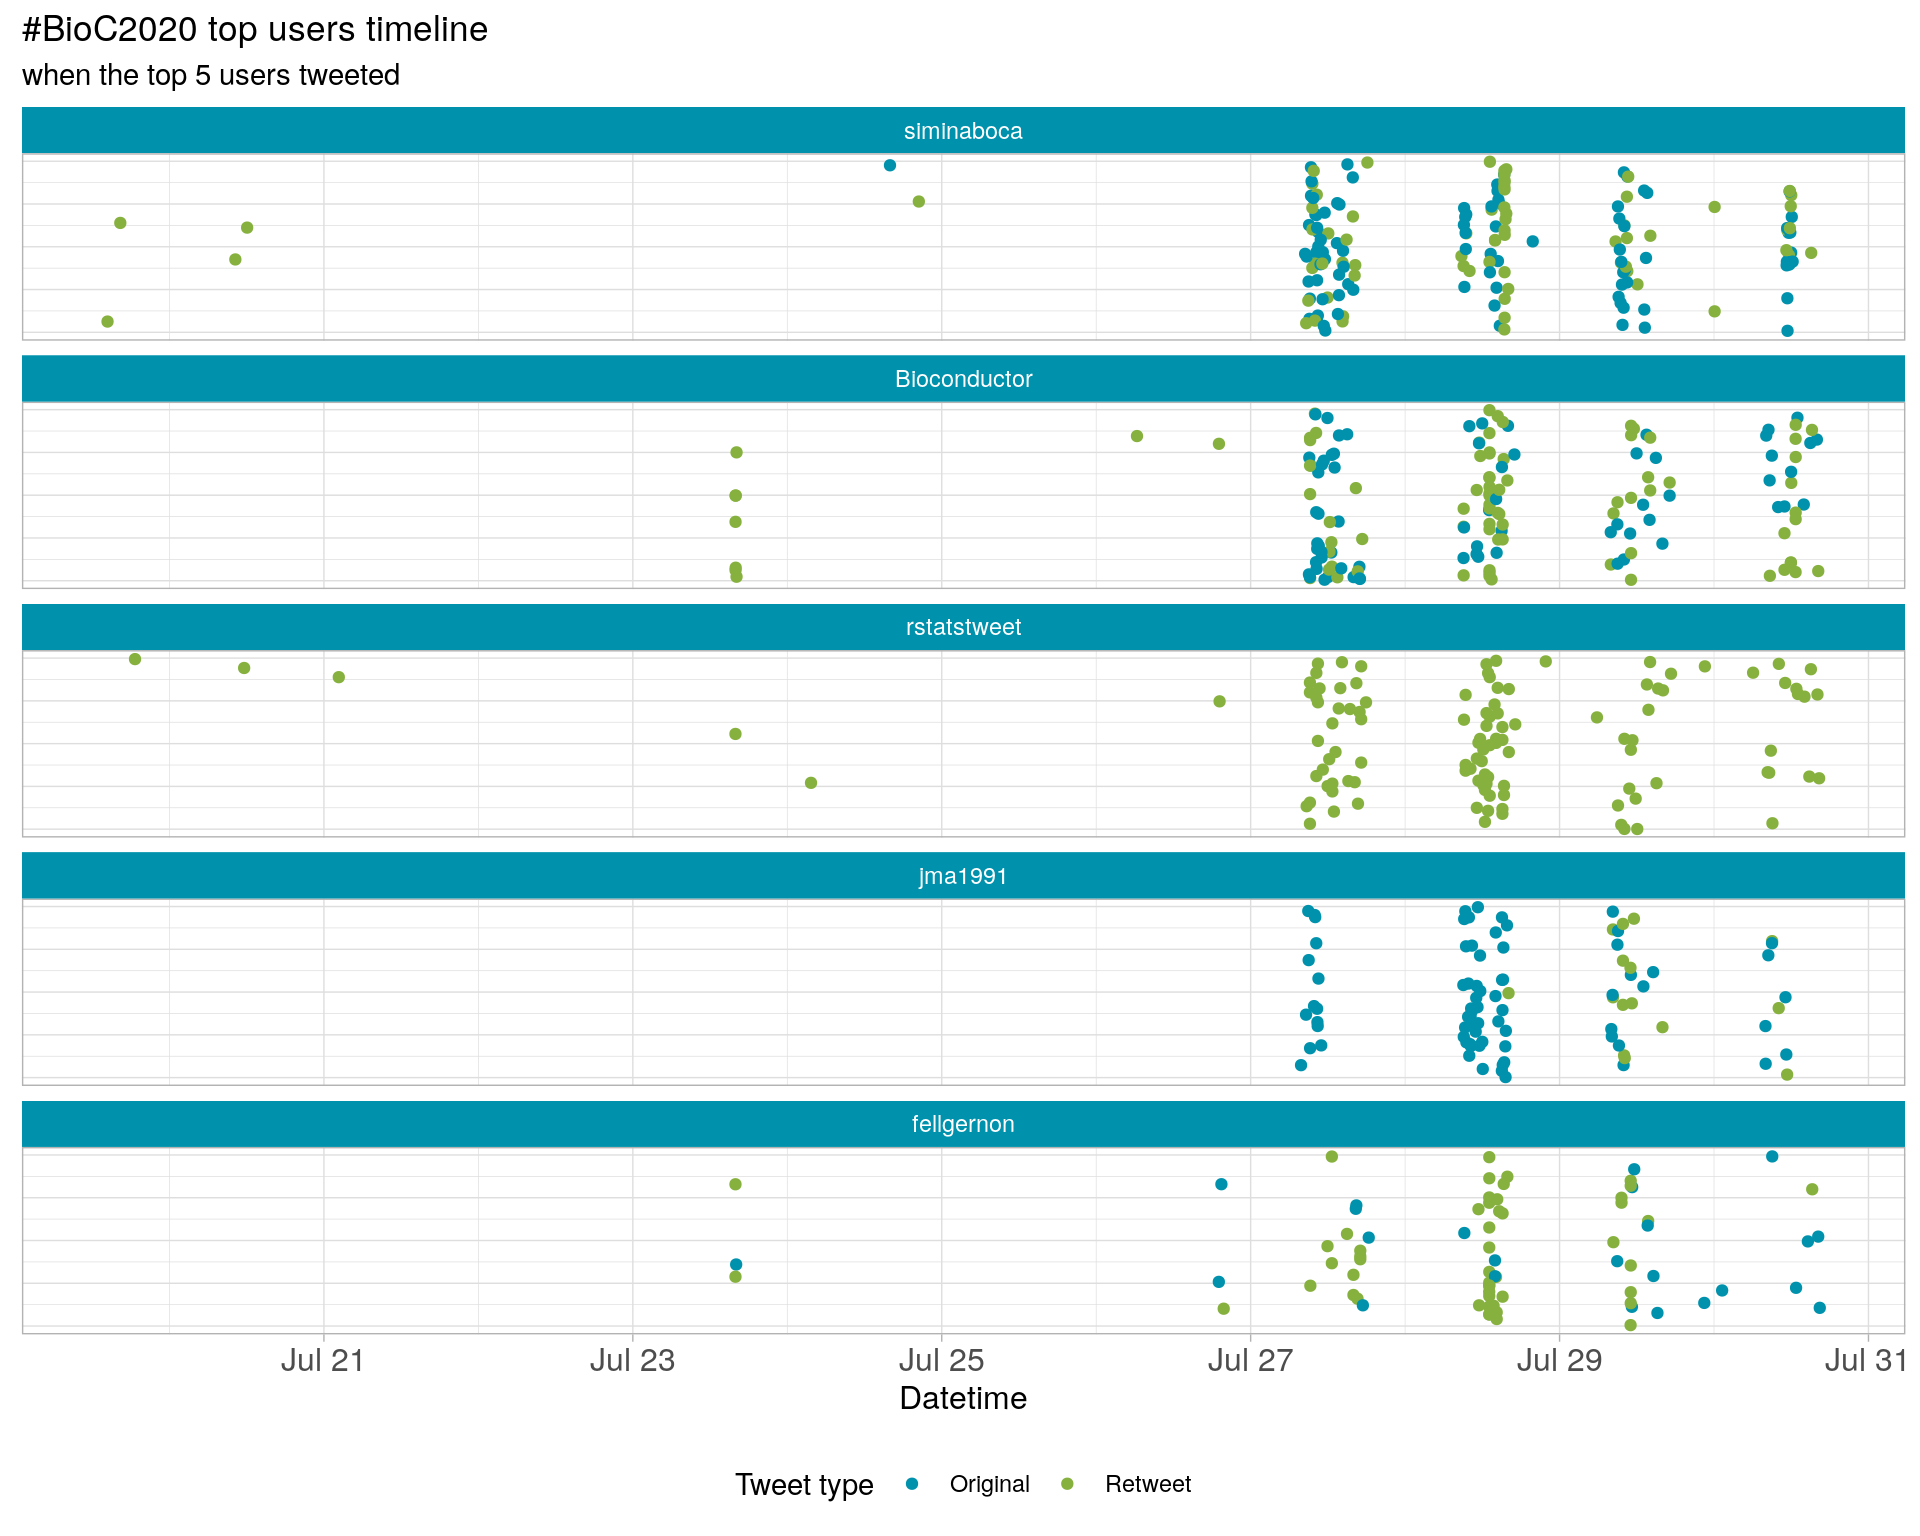 #BioC2020 top users timeline
when the top 5 users tweeted
siminaboca
Bioconductor
rstatstweet
jma1991
fellgernon
Jul 21 Jul 23 Jul 25 Jul 27 Jul 29 Jul 31
Datetime
Tweet type Original Retweet